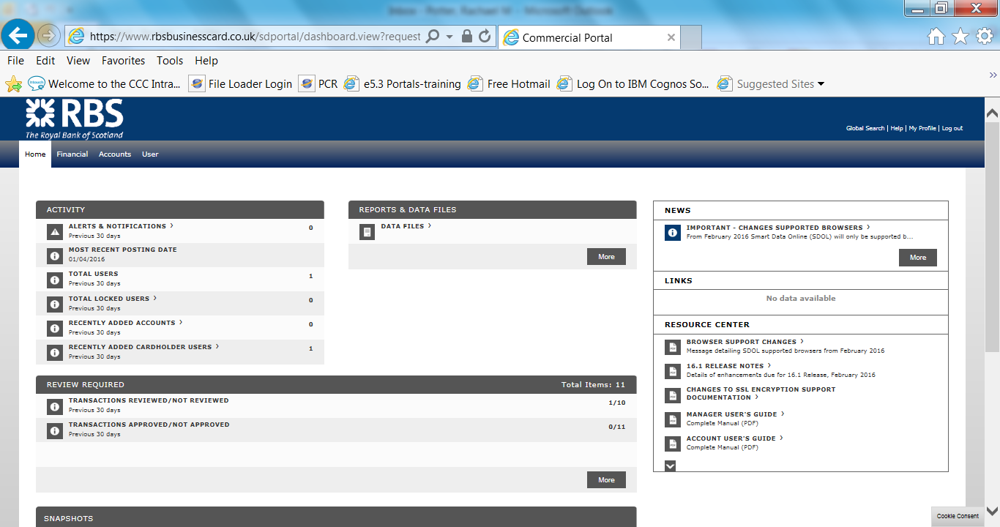 Inbox - Potter, Rachael M - Microsoft Outlook
https://www.rbsbusinesscard.co.uk/sdportal/dashboard.view?request
Commercial Portal
File Edit View Favorites Tools Help
Welcome to the CCC Intra... File Loader Login PCR e5.3 Portals-training Free Hotmail Log On to IBM Cognos So... Suggested Sites
RBS
The Royal Bank of Scotland
Global Search | Help | My Profile | Log out
Home Financial Accounts User
ACTIVITY
ALERTS & NOTIFICATIONS › 0
Previous 30 days
MOST RECENT POSTING DATE
01/04/2016
TOTAL USERS 1
Previous 30 days
TOTAL LOCKED USERS › 0
Previous 30 days
RECENTLY ADDED ACCOUNTS › 0
Previous 30 days
RECENTLY ADDED CARDHOLDER USERS › 1
Previous 30 days
REPORTS & DATA FILES
DATA FILES ›
More
REVIEW REQUIRED Total Items: 11
TRANSACTIONS REVIEWED/NOT REVIEWED 1/10
Previous 30 days
TRANSACTIONS APPROVED/NOT APPROVED 0/11
Previous 30 days
More
SNAPSHOTS
NEWS
IMPORTANT - CHANGES SUPPORTED BROWSERS ›
From February 2016 Smart Data Online (SDOL) will only be supported b...
More
LINKS
No data available
RESOURCE CENTER
BROWSER SUPPORT CHANGES ›
Message detailing SDOL supported browsers from February 2016
16.1 RELEASE NOTES ›
Details of enhancements due for 16.1 Release, February 2016
CHANGES TO SSL ENCRYPTION SUPPORT
DOCUMENTATION ›
MANAGER USER'S GUIDE ›
Complete Manual (PDF)
ACCOUNT USER'S GUIDE ›
Complete Manual (PDF)
Cookie Consent